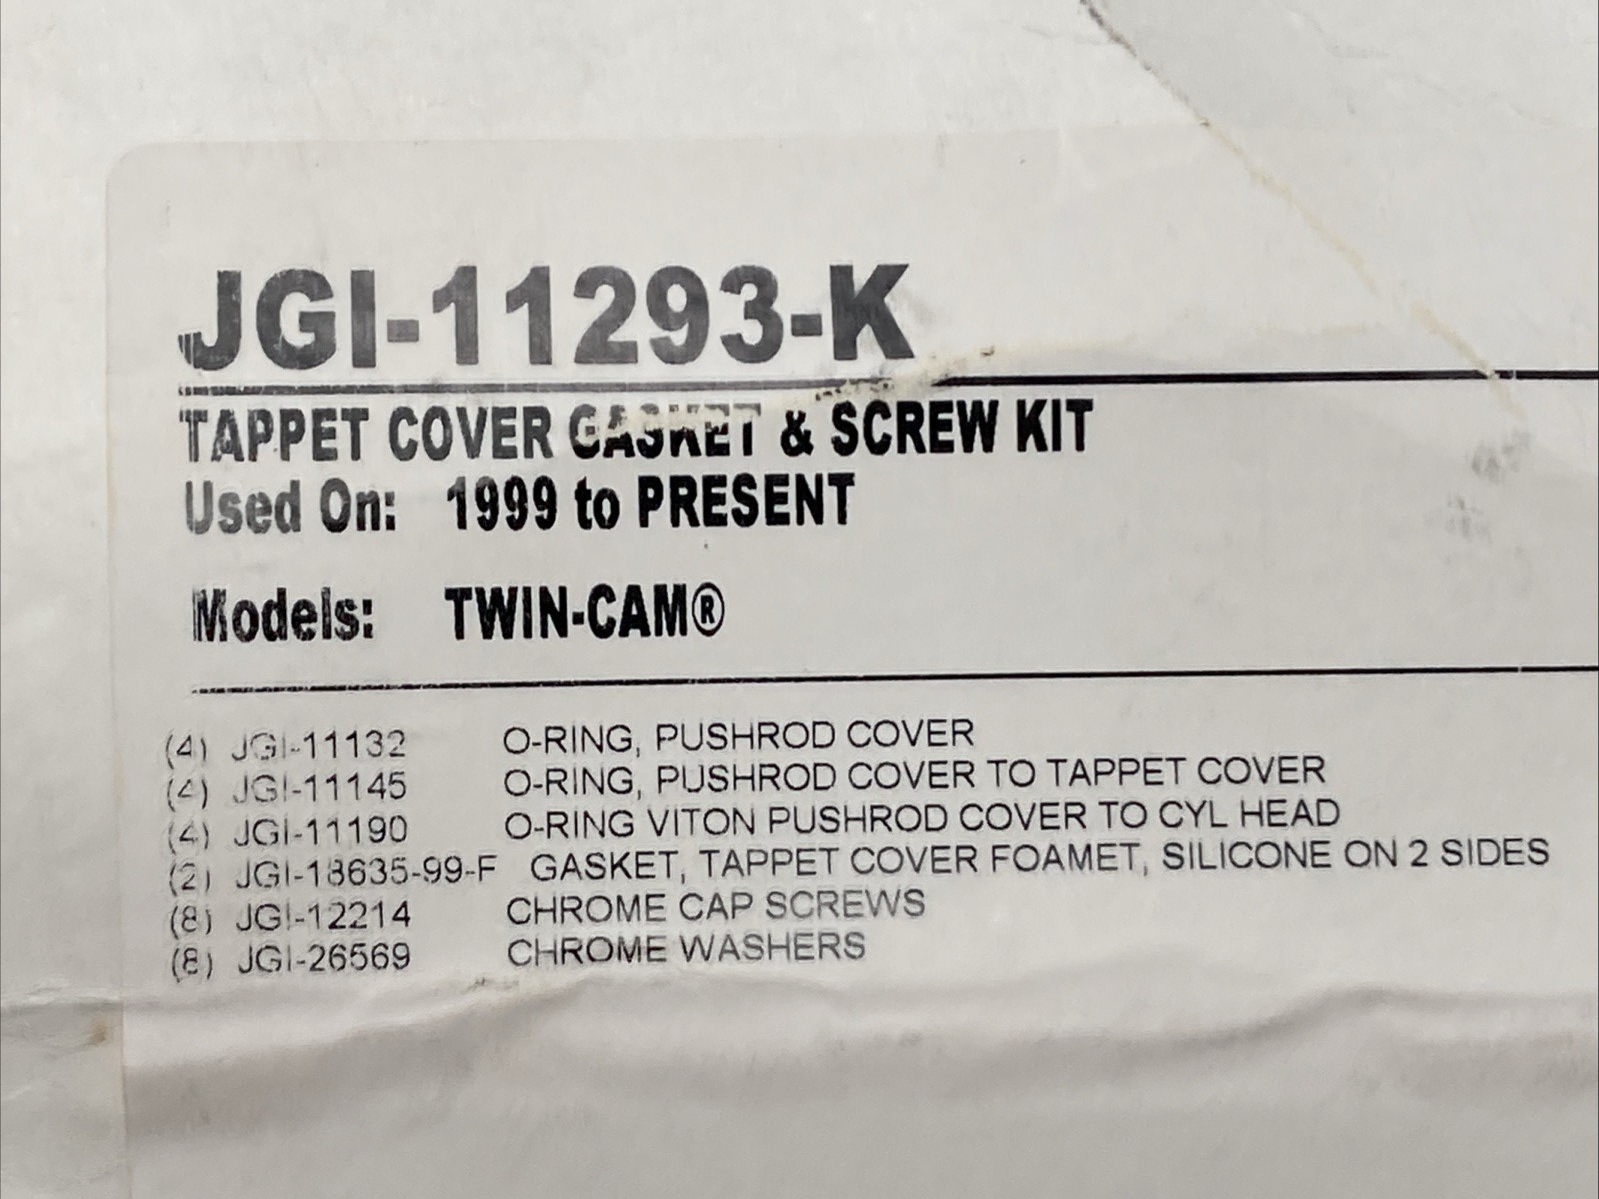 JGI-11293-K
TAPPET COVER GASKET & SCREW KIT
Used On: 1999 to PRESENT
Models: TWIN-CAM®
(4) JGI-11132 O-RING, PUSHROD COVER
(4) JGI-11145 O-RING, PUSHROD COVER TO TAPPET COVER
(4) JGI-11190 O-RING VITON PUSHROD COVER TO CYL HEAD
(2) JGI-18635-99-F GASKET, TAPPET COVER FOAMET, SILICONE ON 2 SIDES
(8) JGI-12214 CHROME CAP SCREWS
(8) JGI-26569 CHROME WASHERS